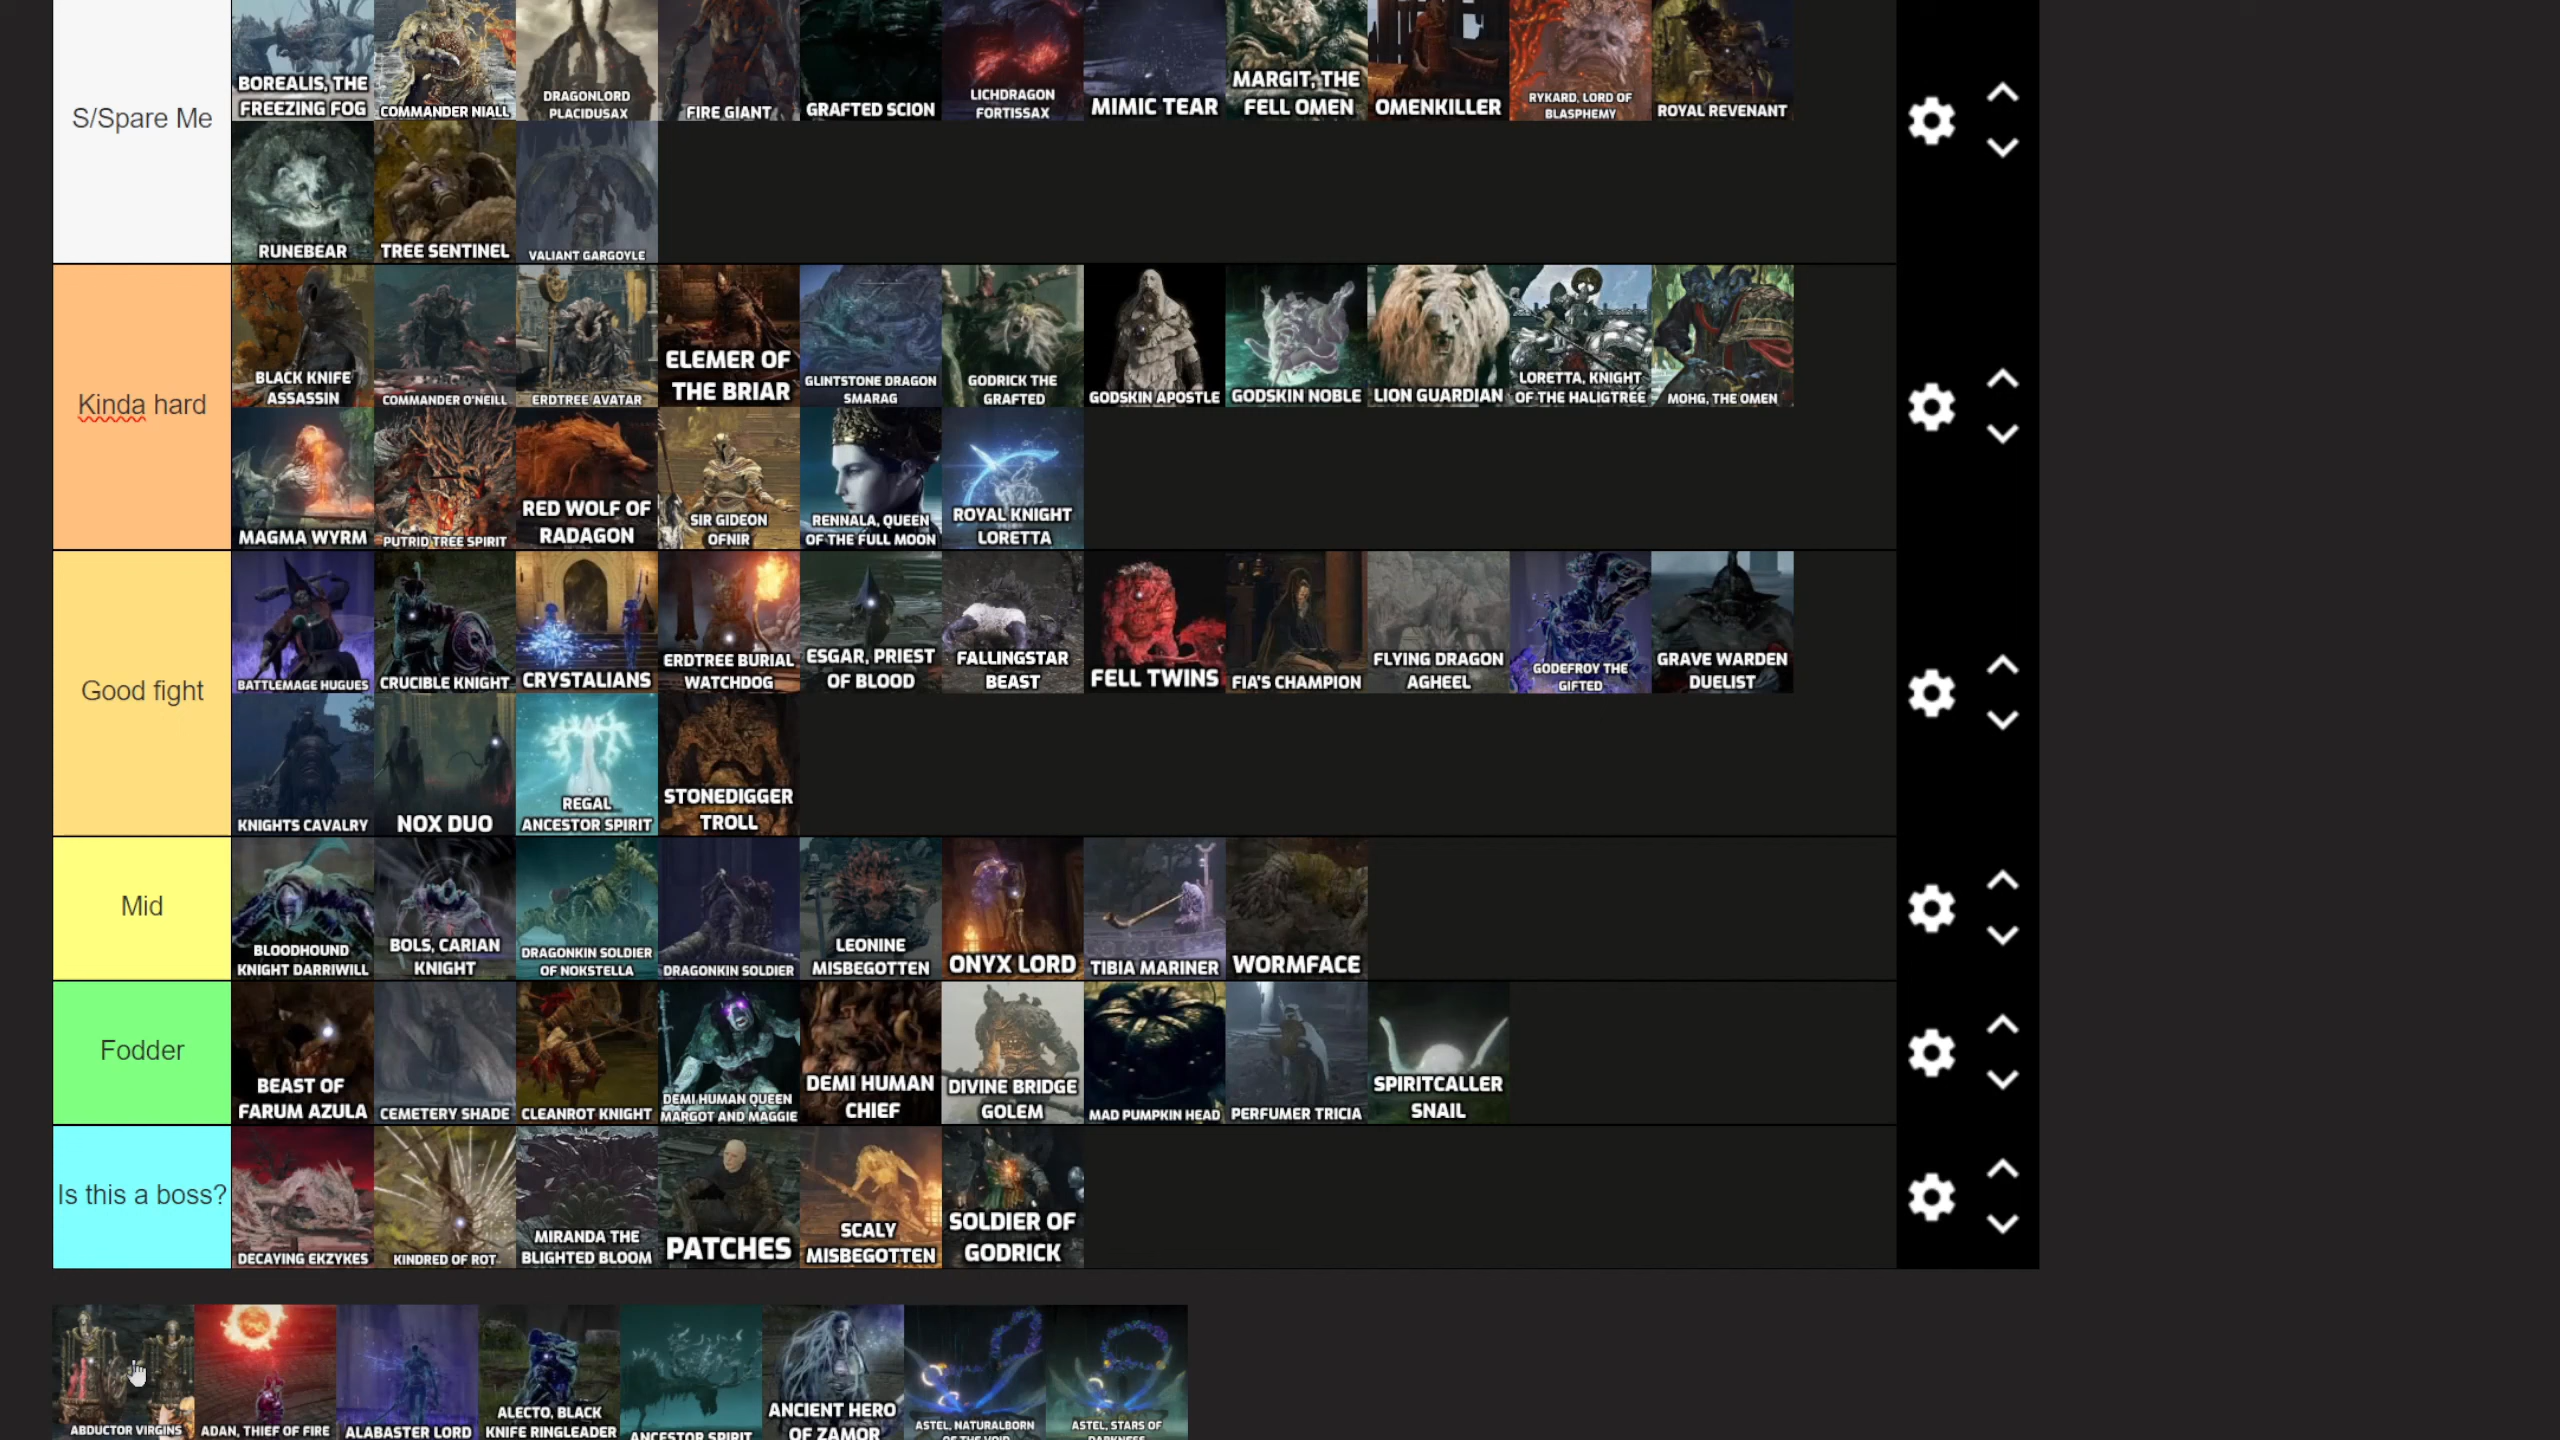 S/Spare Me
BOREALIS, THE
FREEZING FOG
COMMANDER NIALL
DRAGONLORD
PLACIDUSAX
FIRE GIANT
GRAFTED SCION
LICHDRAGON
FORTISSAX
MIMIC TEAR
MARGIT, THE
FELL OMEN
OMENKILLER
RYKARD, LORD OF
BLASPHEMY
ROYAL REVENANT
RUNEBEAR
TREE SENTINEL
VALIANT GARGOYLE
Kinda hard
BLACK KNIFE
ASSASSIN
COMMANDER O'NEILL
ERDTREE AVATAR
ELEMER OF
THE BRIAR
GLINTSTONE DRAGON
SMARAG
GODRICK THE
GRAFTED
GODSKIN APOSTLE
GODSKIN NOBLE
LION GUARDIAN
LORETTA, KNIGHT
OF THE HALIGTREE
MOHG, THE OMEN
MAGMA WYRM
PUTRID TREE SPIRIT
RED WOLF OF
RADAGON
SIR GIDEON
OFNIR
RENNALA, QUEEN
OF THE FULL MOON
ROYAL KNIGHT
LORETTA
Good fight
BATTLEMAGE HUGUES
CRUCIBLE KNIGHT
CRYSTALIANS
ERDTREE BURIAL
WATCHDOG
ESGAR, PRIEST
OF BLOOD
FALLINGSTAR
BEAST
FELL TWINS
FIA'S CHAMPION
FLYING DRAGON
AGHEEL
GODEFROY THE
GIFTED
GRAVE WARDEN
DUELIST
KNIGHTS CAVALRY
NOX DUO
REGAL
ANCESTOR SPIRIT
STONEDIGGER
TROLL
Mid
BLOODHOUND
KNIGHT DARRIWILL
BOLS, CARIAN
KNIGHT
DRAGONKIN SOLDIER
OF NOKSTELLA
DRAGONKIN SOLDIER
LEONINE
MISBEGOTTEN
ONYX LORD
TIBIA MARINER
WORMFACE
Fodder
BEAST OF
FARUM AZULA
CEMETERY SHADE
CLEANROT KNIGHT
DEMI HUMAN QUEEN
MARGOT AND MAGGIE
DEMI HUMAN
CHIEF
DIVINE BRIDGE
GOLEM
MAD PUMPKIN HEAD
PERFUMER TRICIA
SPIRITCALLER
SNAIL
Is this a boss?
DECAYING EKZYKES
KINDRED OF ROT
MIRANDA THE
BLIGHTED BLOOM
PATCHES
SCALY
MISBEGOTTEN
SOLDIER OF
GODRICK
ABDUCTOR VIRGINS
ADAN, THIEF OF FIRE
ALABASTER LORD
ALECTO, BLACK
KNIFE RINGLEADER
ANCESTOR SPIRIT
ANCIENT HERO
OF ZAMOR
ASTEL, NATURALBORN
OF THE VOID
ASTEL, STARS OF
DARKNESS